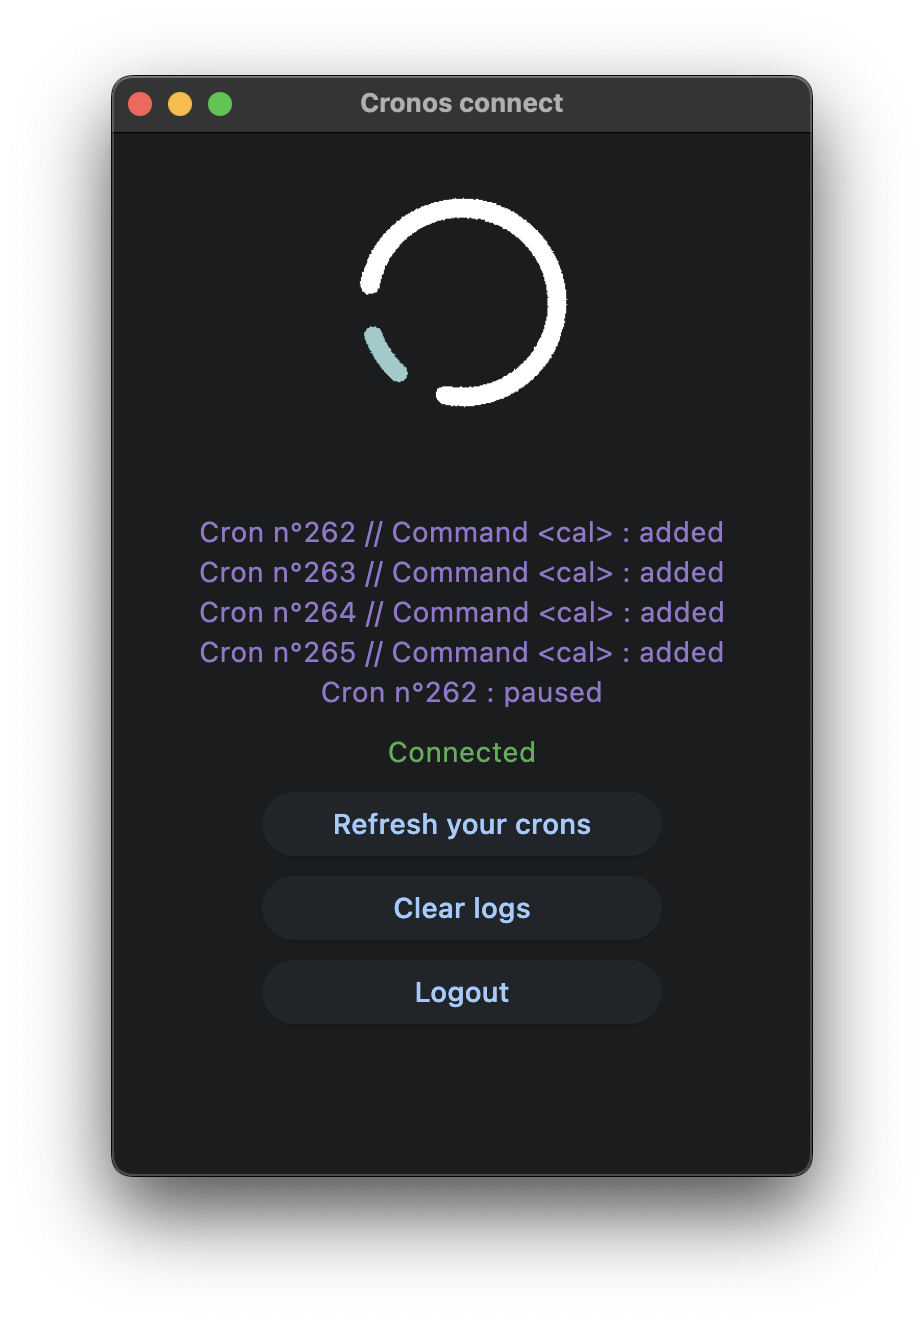 Cronos connect
Cron n°262 // Command <cal> : added
Cron n°263 // Command <cal> : added
Cron n°264 // Command <cal> : added
Cron n°265 // Command <cal> : added
Cron n°262 : paused
Connected
Refresh your crons
Clear logs
Logout